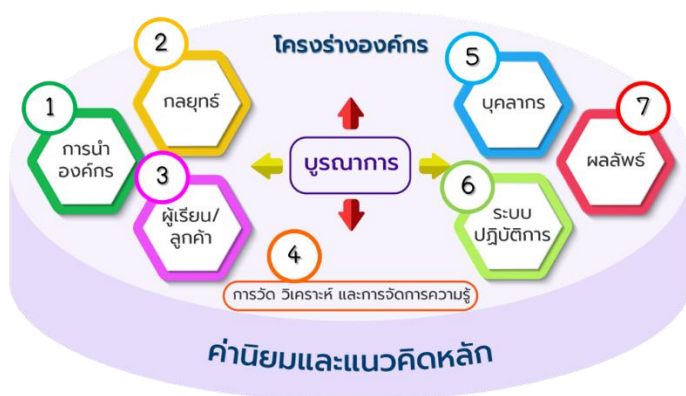 โครงร่างองค์กร
1
การนำ
องค์กร
2
กลยุทธ์
3
ผู้เรียน/
ลูกค้า
บูรณาการ
4
การวัด วิเคราะห์ และการจัดการความรู้
5
บุคลากร
6
ระบบ
ปฏิบัติการ
7
ผลลัพธ์
ค่านิยมและแนวคิดหลัก